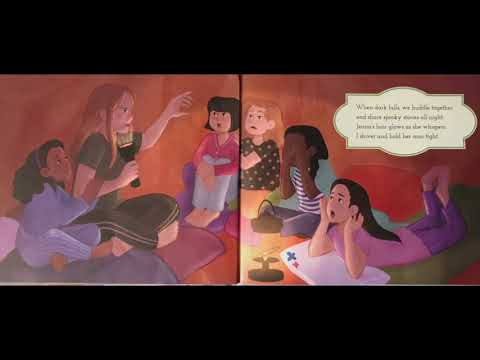 When dark falls, we huddle together
and share spooky stories all night.
Jenna's hair glows as she whispers.
I shiver and hold her arm tight.